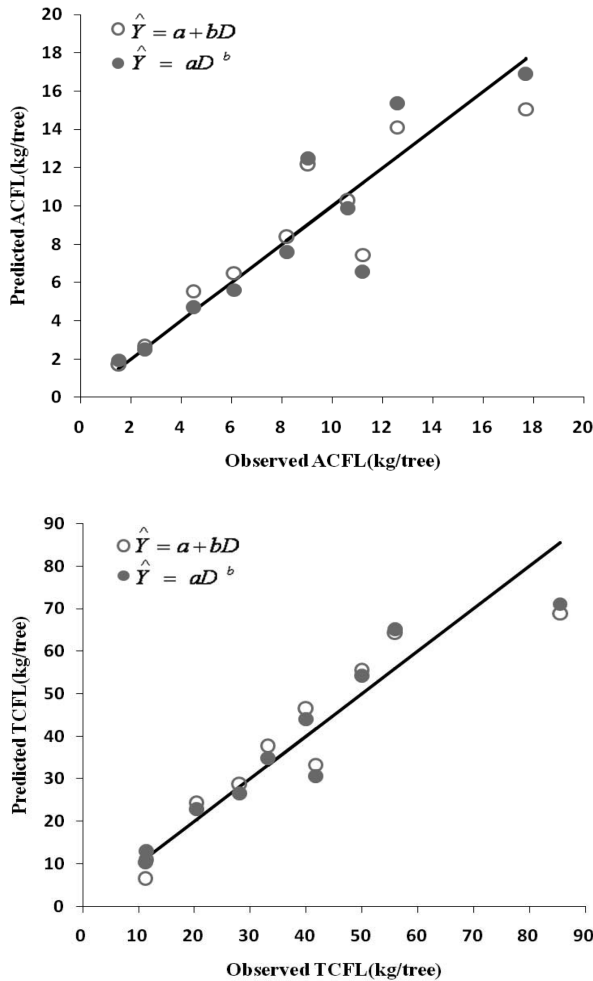 20
18
16
14
12
10
8
6
4
2
0
Predicted ACFL(kg/tree)
Ŷ = a + bD
Ŷ = aD^b
0 2 4 6 8 10 12 14 16 18 20
Observed ACFL(kg/tree)
90
80
70
60
50
40
30
20
10
0
Predicted TCFL(kg/tree)
Ŷ = a + bD
Ŷ = aD^b
0 10 20 30 40 50 60 70 80 90
Observed TCFL(kg/tree)